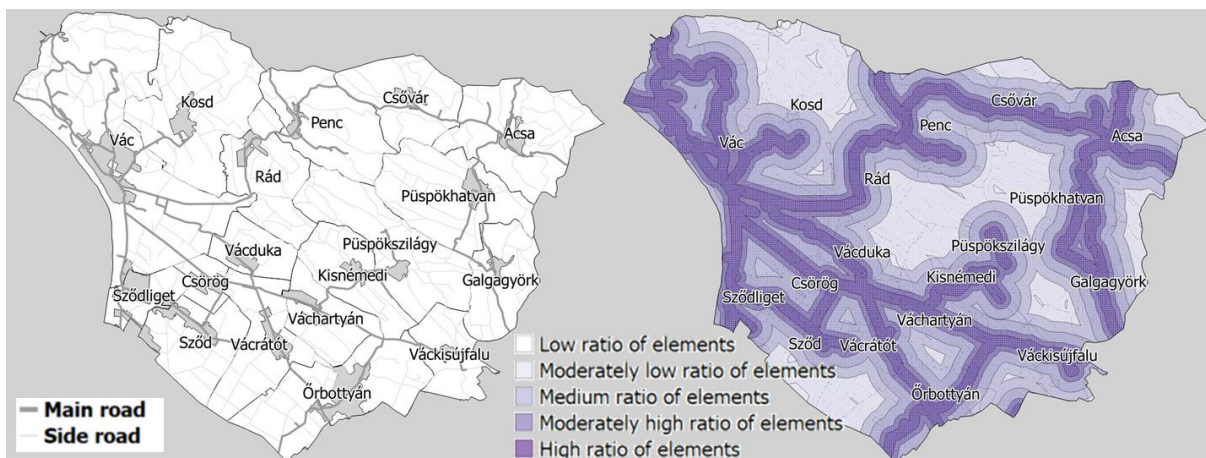 Kosd
Csővár
Penc
Acsa
Vác
Rád
Püspökhatvan
Vácduka
Püspökszilágy
Kisnémedi
Csörög
Galgagyörk
Sződliget
Váchartyán
Sződ
Vácrátót
Váckisújfalu
Őrbottyán
Main road
Side road
Kosd
Csővár
Penc
Acsa
Vác
Rád
Püspökhatvan
Vácduka
Püspökszilágy
Kisnémedi
Csörög
Galgagyörk
Sződliget
Váchartyán
Sződ
Vácrátót
Váckisújfalu
Őrbottyán
Low ratio of elements
Moderately low ratio of elements
Medium ratio of elements
Moderately high ratio of elements
High ratio of elements